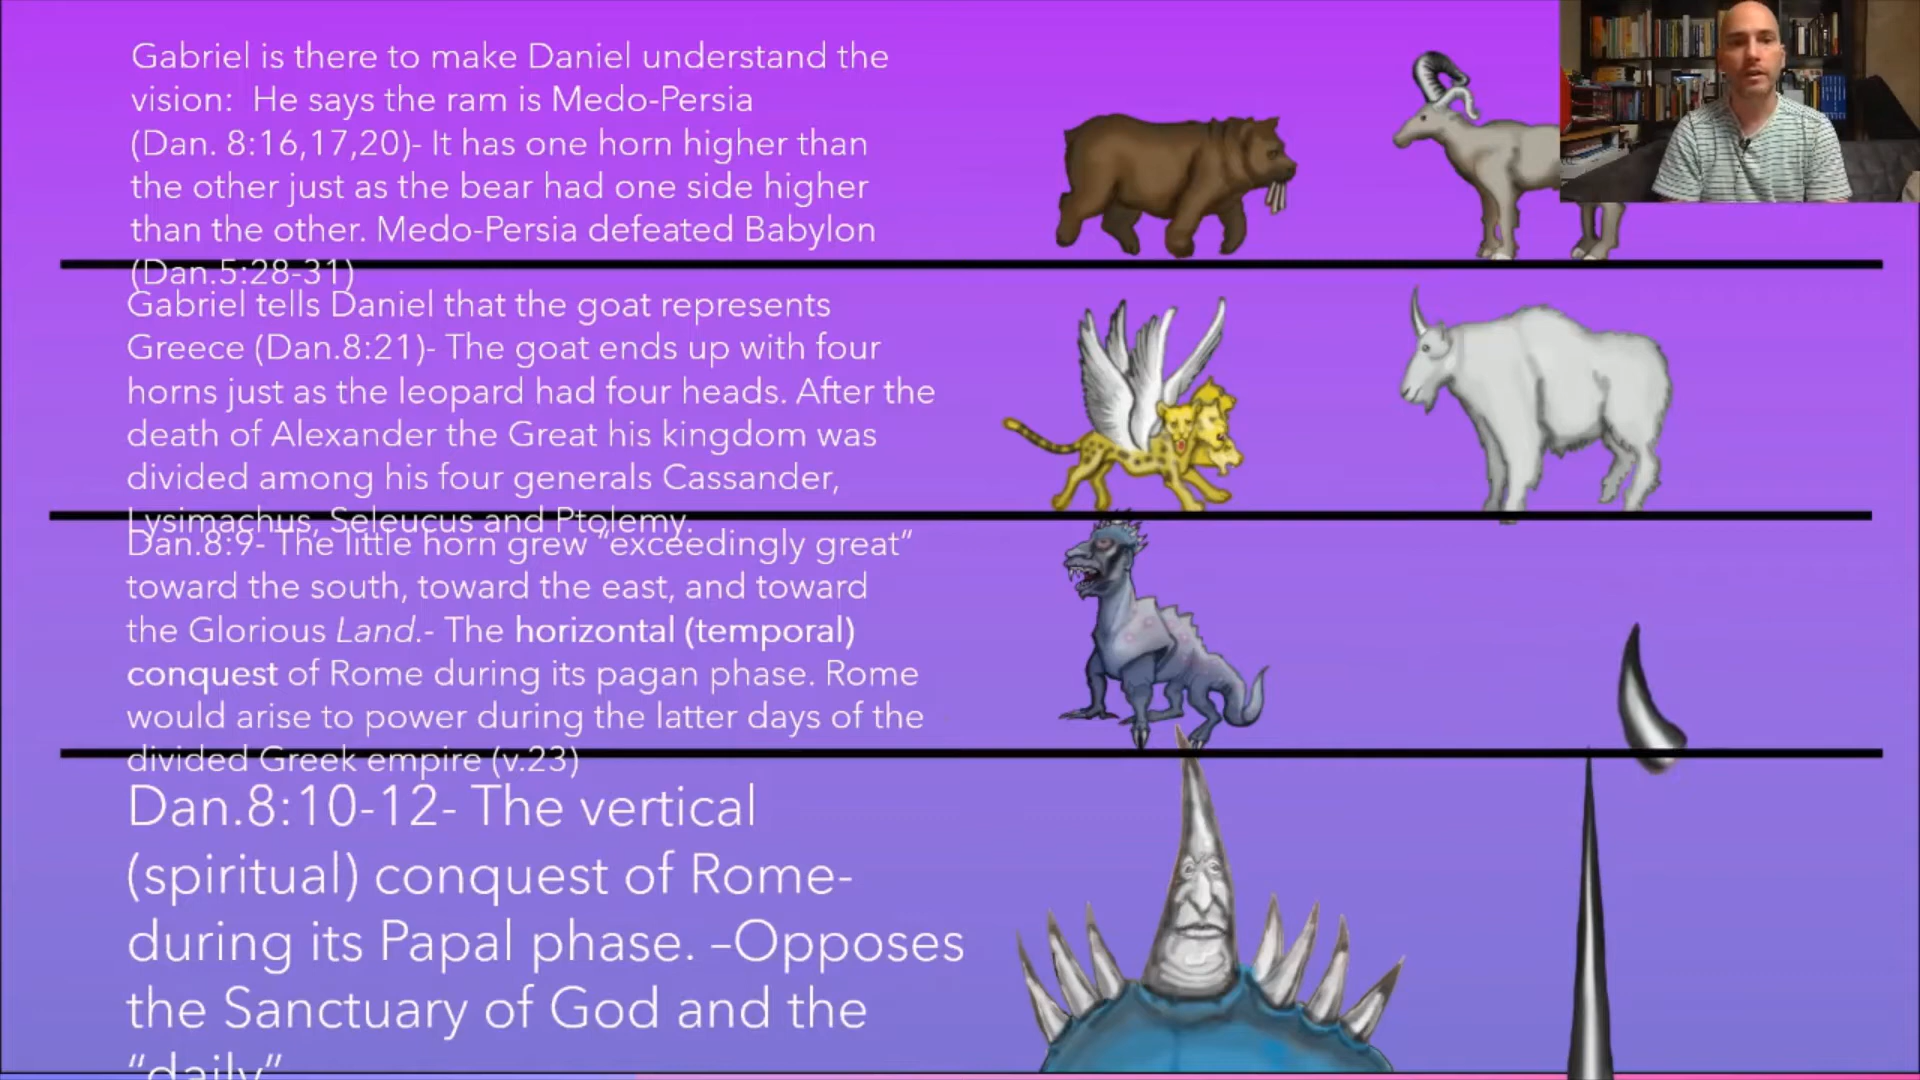 Gabriel is there to make Daniel understand the
vision:  He says the ram is Medo-Persia
(Dan. 8:16,17,20)- It has one horn higher than
the other just as the bear had one side higher
than the other. Medo-Persia defeated Babylon
(Dan.5:28-31)
Gabriel tells Daniel that the goat represents
Greece (Dan.8:21)- The goat ends up with four
horns just as the leopard had four heads. After the
death of Alexander the Great his kingdom was
divided among his four generals Cassander,
Lysimachus, Seleucus and Ptolemy.
Dan.8:9- The little horn grew “exceedingly great”
toward the south, toward the east, and toward
the Glorious Land.- The horizontal (temporal)
conquest of Rome during its pagan phase. Rome
would arise to power during the latter days of the
divided Greek empire (v.23)
Dan.8:10-12- The vertical
(spiritual) conquest of Rome-
during its Papal phase. –Opposes
the Sanctuary of God and the
“daily”